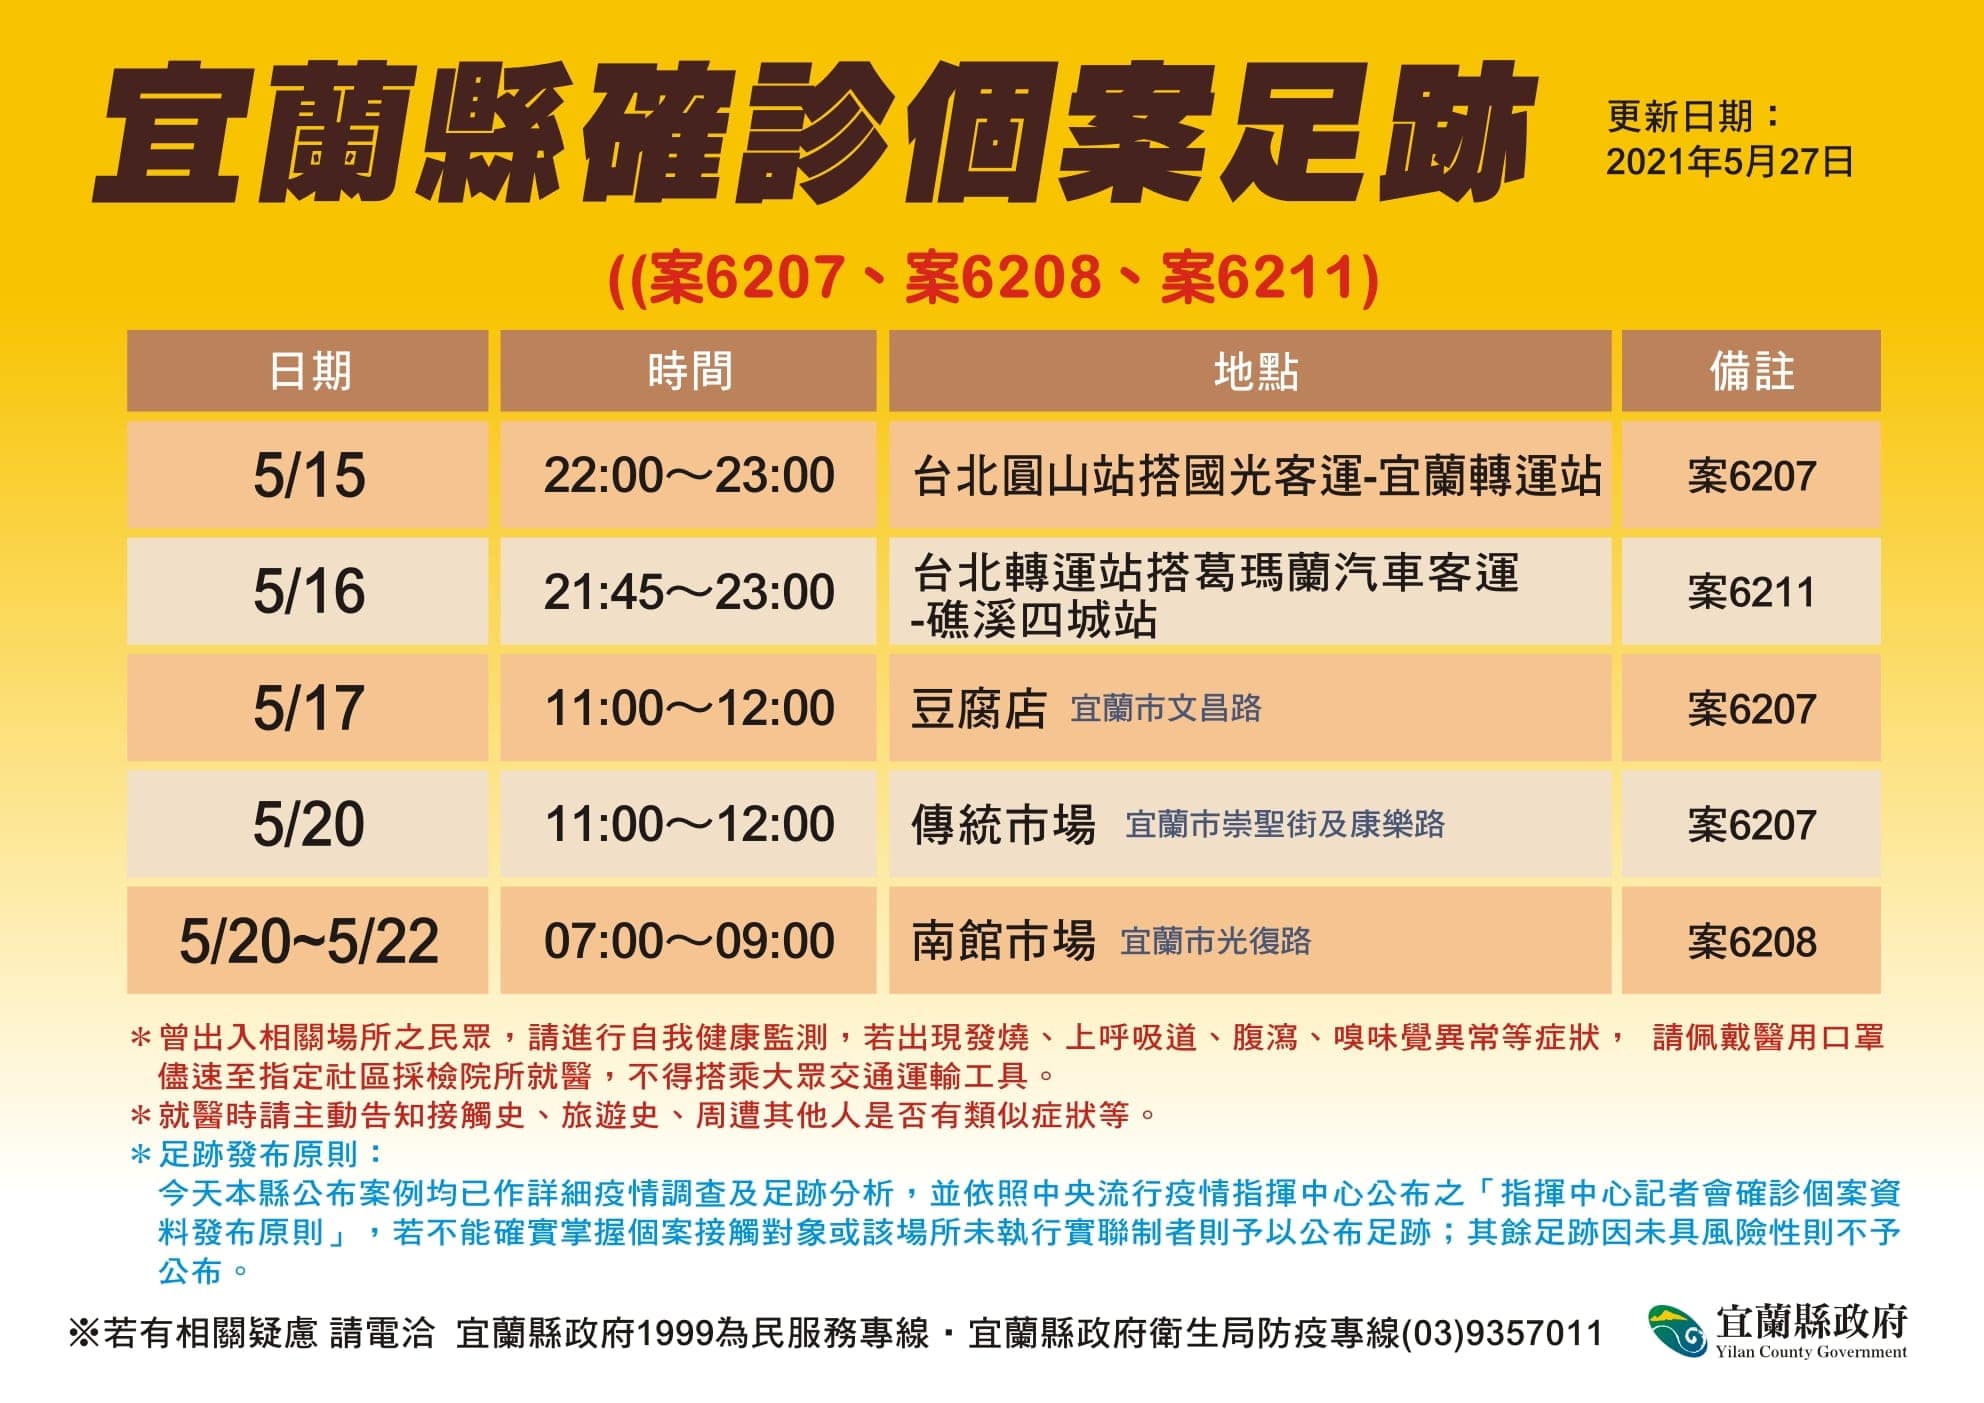 宜蘭縣確診個案足跡
更新日期：
2021年5月27日
((案6207、案6208、案6211)
日期 時間 地點 備註
5/15 22:00～23:00 台北圓山站搭國光客運-宜蘭轉運站 案6207
5/16 21:45～23:00 台北轉運站搭葛瑪蘭汽車客運
-礁溪四城站 案6211
5/17 11:00～12:00 豆腐店 宜蘭市文昌路 案6207
5/20 11:00～12:00 傳統市場 宜蘭市崇聖街及康樂路 案6207
5/20~5/22 07:00～09:00 南館市場 宜蘭市光復路 案6208
＊曾出入相關場所之民眾，請進行自我健康監測，若出現發燒、上呼吸道、腹瀉、嗅味覺異常等症狀， 請佩戴醫用口罩
儘速至指定社區採檢院所就醫，不得搭乘大眾交通運輸工具。
＊就醫時請主動告知接觸史、旅遊史、周遭其他人是否有類似症狀等。
＊足跡發布原則：
今天本縣公布案例均已作詳細疫情調查及足跡分析，並依照中央流行疫情指揮中心公布之「指揮中心記者會確診個案資
料發布原則」，若不能確實掌握個案接觸對象或該場所未執行實聯制者則予以公布足跡；其餘足跡因未具風險性則不予
公布。
※若有相關疑慮 請電洽 宜蘭縣政府1999為民服務專線．宜蘭縣政府衛生局防疫專線(03)9357011
宜蘭縣政府
Yilan County Government